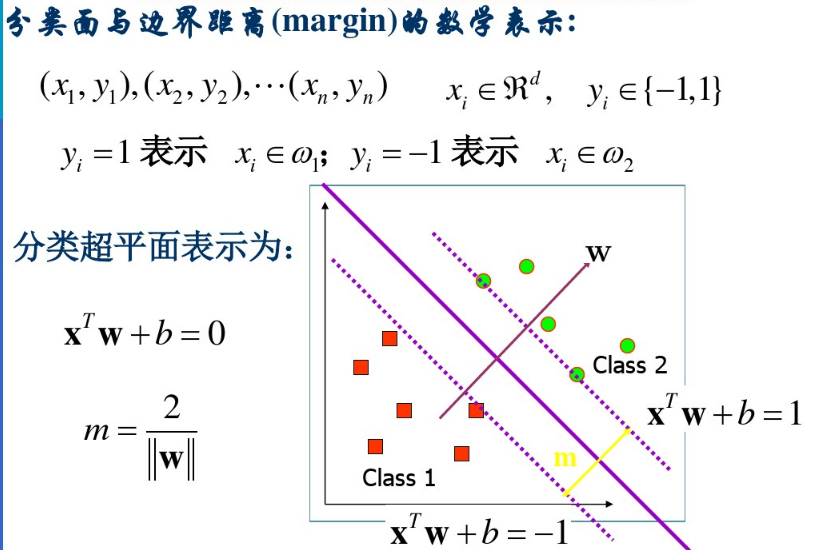 分类面与边界距离(margin)的数学表示:
(x₁, y₁),(x₂, y₂),⋯(xₙ, yₙ)  xᵢ ∈ ℜᵈ,  yᵢ ∈{−1,1}
yᵢ =1 表示 xᵢ ∈ ω₁; yᵢ = −1 表示 xᵢ ∈ ω₂
分类超平面表示为:
xᵀw + b = 0
m = 2 / ‖w‖
w
Class 2
xᵀw + b = 1
m
Class 1
xᵀw + b = −1